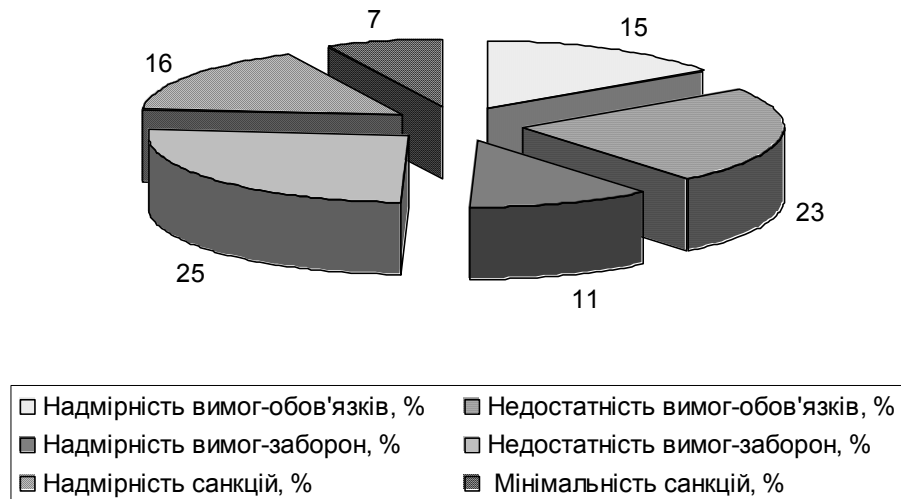 7
15
16
23
25
11
Надмірність вимог-обов'язків, %
Недостатність вимог-обов'язків, %
Надмірність вимог-заборон, %
Недостатність вимог-заборон, %
Надмірність санкцій, %
Мінімальність санкцій, %